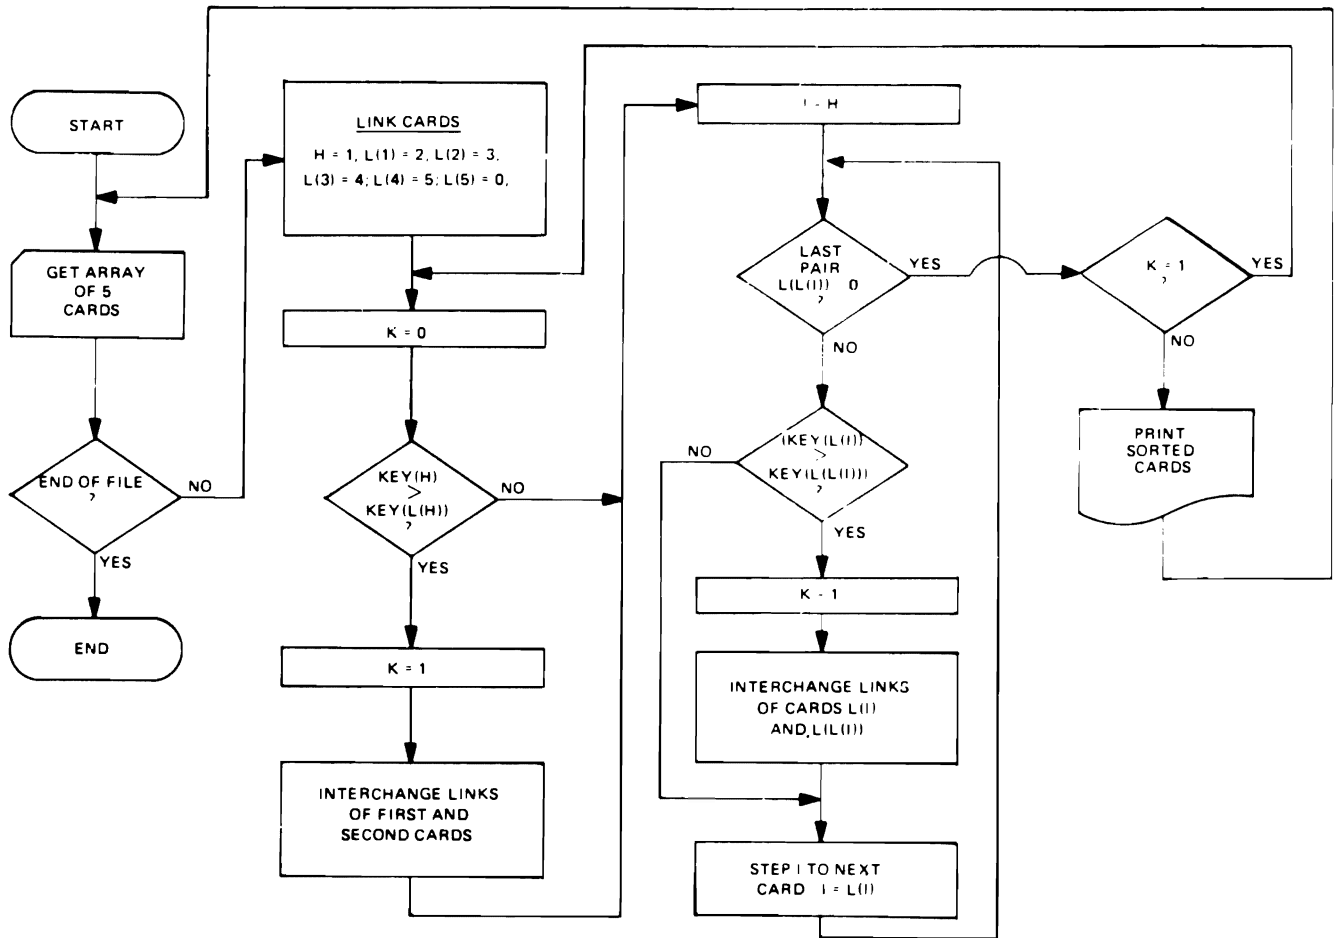 START
GET ARRAY
OF 5
CARDS
END OF FILE
?
NO
YES
END
LINK CARDS
H = 1, L(1) = 2, L(2) = 3,
L(3) = 4; L(4) = 5; L(5) = 0,
K = 0
KEY(H)
>
KEY(L(H))
?
NO
YES
K = 1
INTERCHANGE LINKS
OF FIRST AND
SECOND CARDS
I - H
LAST
PAIR
L(L(I)) 0
?
YES
NO
(KEY(L(I))
>
KEY(L(L(I)))
?
NO
YES
K - 1
INTERCHANGE LINKS
OF CARDS L(I)
AND, L(L(I))
STEP I TO NEXT
CARD I = L(I)
K = 1
?
YES
NO
PRINT
SORTED
CARDS